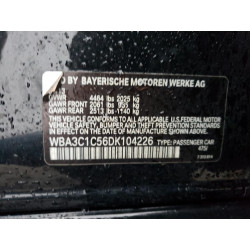 D BY BAYERISCHE MOTOREN WERKE AG
GVWR 4464 lbs 2025 kg
GAWR FRONT 2061 lbs 935 kg
GAWR REAR 2513 lbs 1140 kg
THIS VEHICLE CONFORMS TO ALL APPLICABLE U.S.FEDERAL MOTOR
VEHICLE SAFETY, BUMPER, AND THEFT PREVENTION STANDARDS
IN EFFECT ON THE DATE OF MANUFACTURE SHOWN ABOVE.
WBA3C1C56DK104226 TYPE: PASSENGER CAR